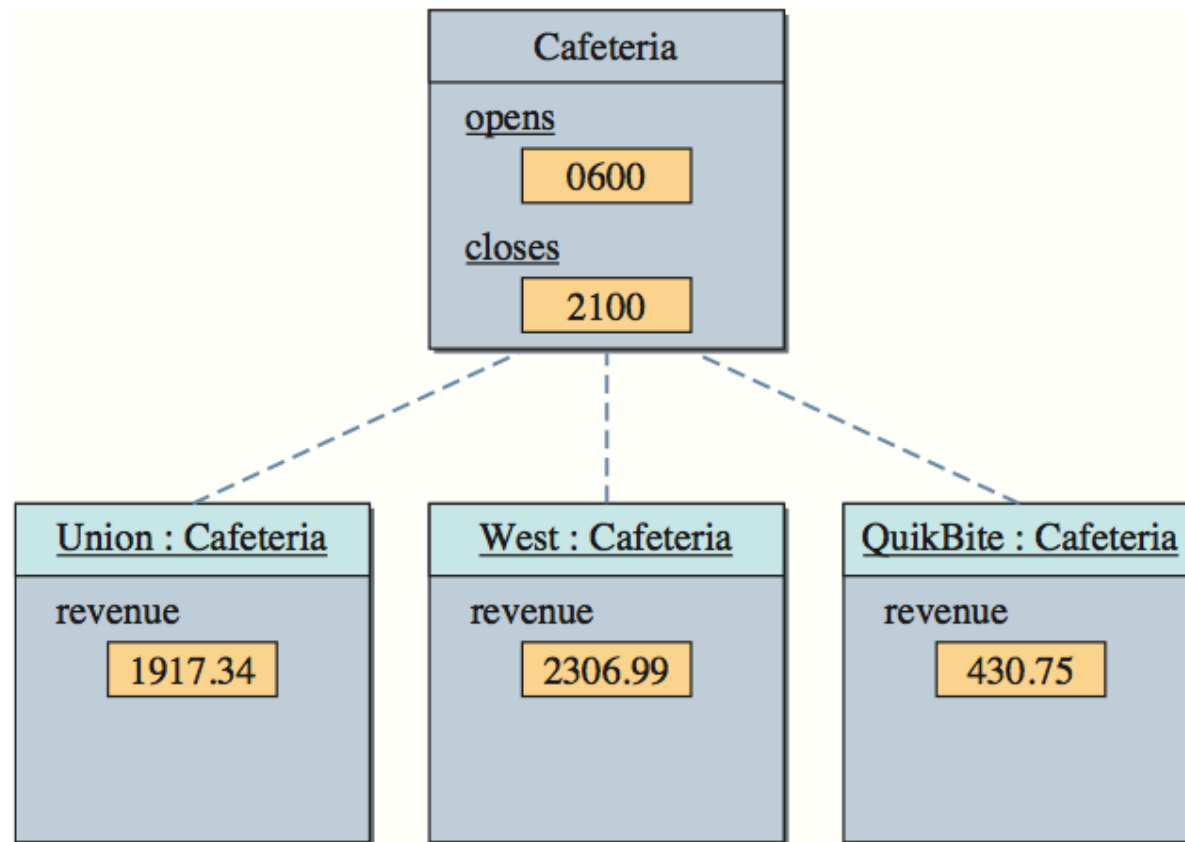 Cafeteria
opens
0600
closes
2100
Union : Cafeteria
revenue
1917.34
West : Cafeteria
revenue
2306.99
QuikBite : Cafeteria
revenue
430.75